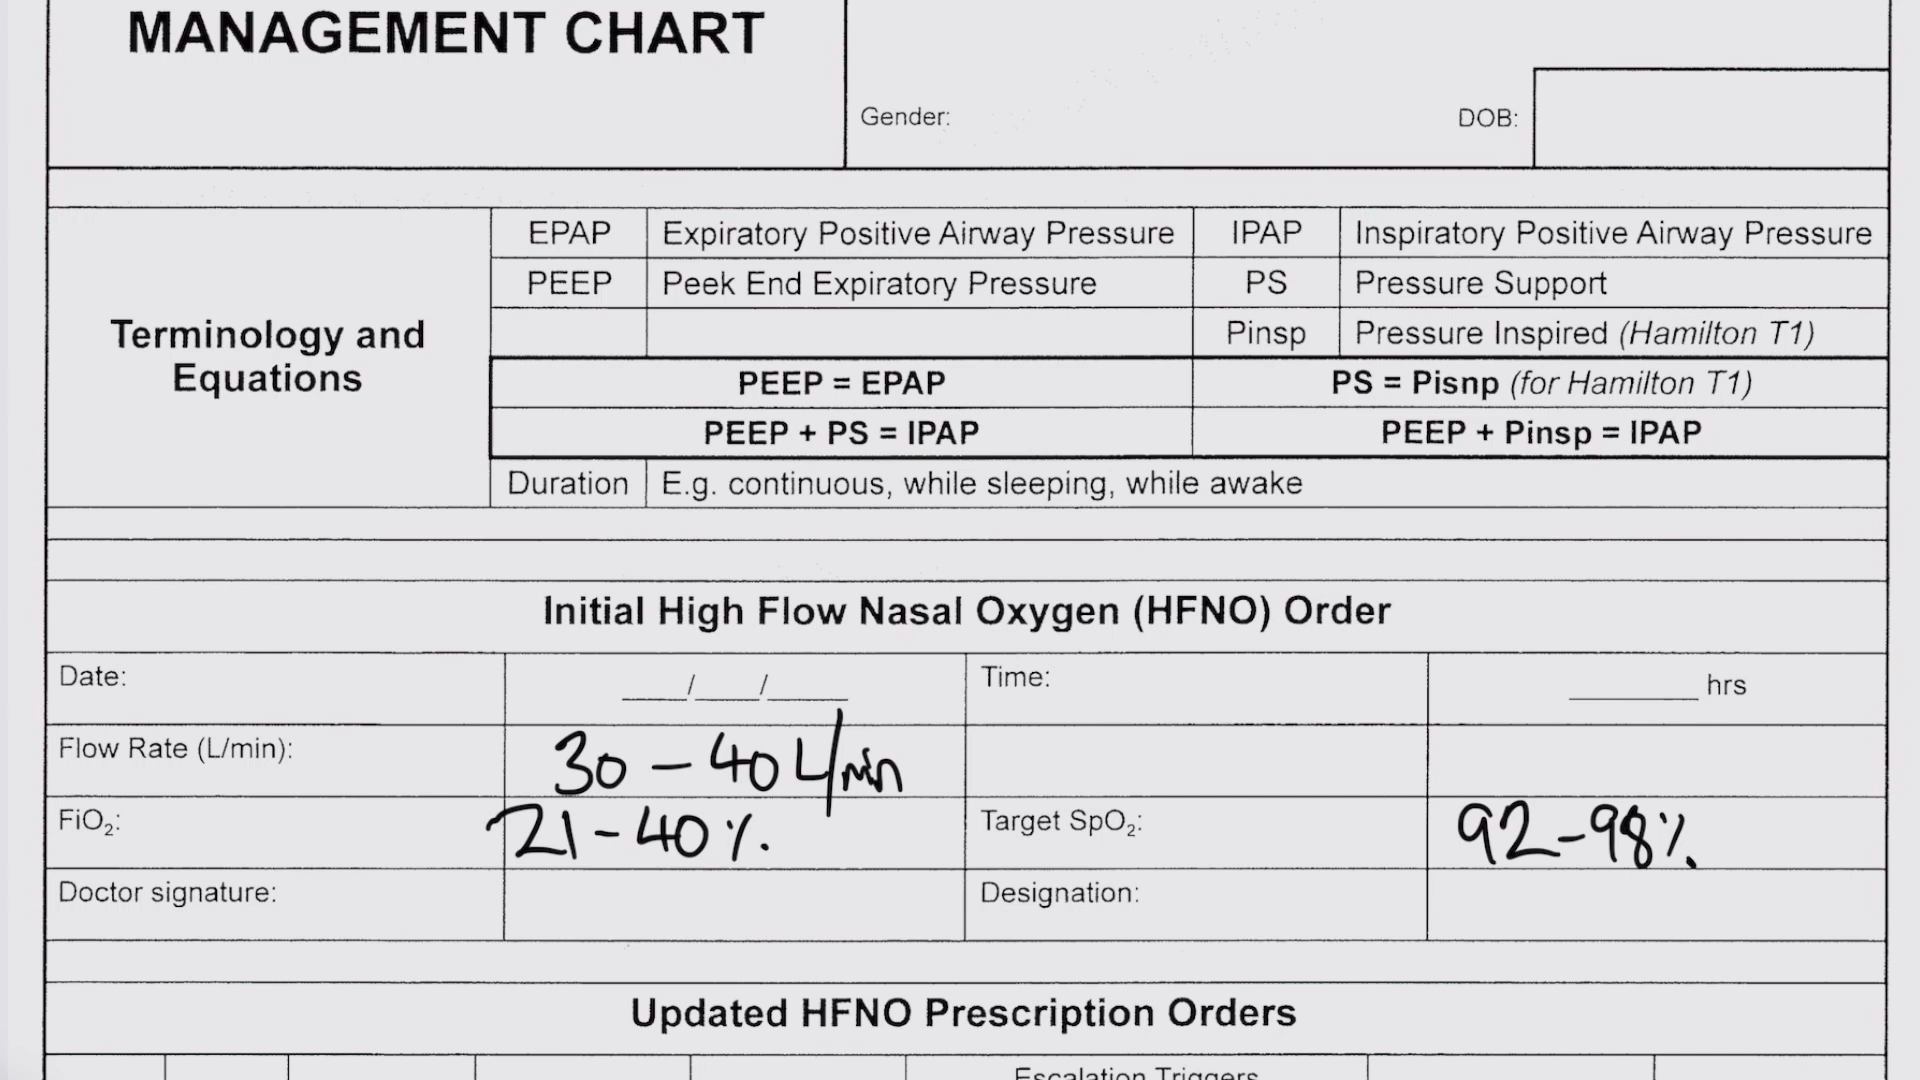 MANAGEMENT CHART
Gender: DOB:
Terminology and
Equations
EPAP Expiratory Positive Airway Pressure IPAP Inspiratory Positive Airway Pressure
PEEP Peek End Expiratory Pressure PS Pressure Support
Pinsp Pressure Inspired (Hamilton T1)
PEEP = EPAP PS = Pisnp (for Hamilton T1)
PEEP + PS = IPAP PEEP + Pinsp = IPAP
Duration E.g. continuous, while sleeping, while awake
Initial High Flow Nasal Oxygen (HFNO) Order
Date: ____/____/_____ Time: ________ hrs
Flow Rate (L/min): 30 - 40 L/min
FiO₂: 21 - 40 % Target SpO₂: 92 - 98 %
Doctor signature: Designation:
Updated HFNO Prescription Orders
Escalation Triggers